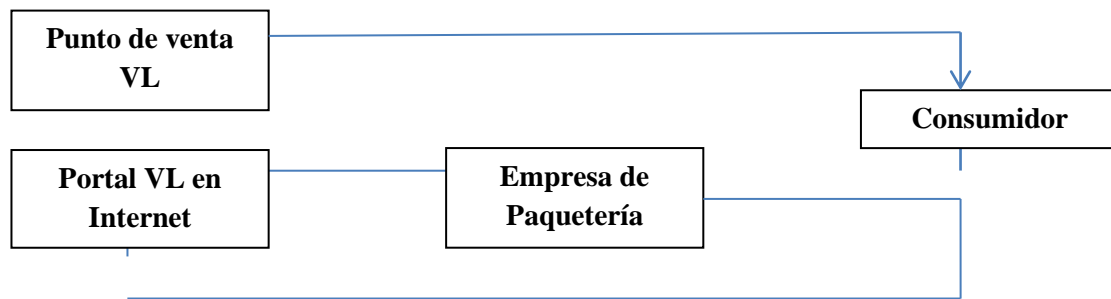 Punto de venta
VL
Consumidor
Portal VL en
Internet
Empresa de
Paquetería